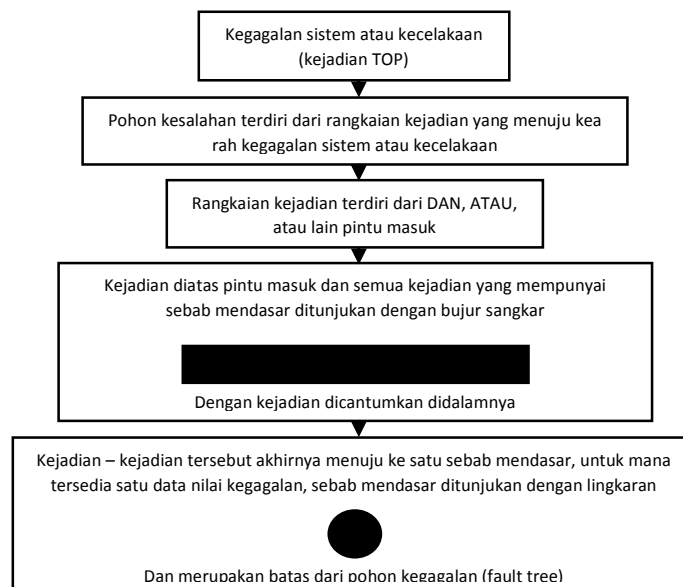 Kegagalan sistem atau kecelakaan
(kejadian TOP)
Pohon kesalahan terdiri dari rangkaian kejadian yang menuju kea
rah kegagalan sistem atau kecelakaan
Rangkaian kejadian terdiri dari DAN, ATAU,
atau lain pintu masuk
Kejadian diatas pintu masuk dan semua kejadian yang mempunyai
sebab mendasar ditunjukan dengan bujur sangkar
Dengan kejadian dicantumkan didalamnya
Kejadian – kejadian tersebut akhirnya menuju ke satu sebab mendasar, untuk mana
tersedia satu data nilai kegagalan, sebab mendasar ditunjukan dengan lingkaran
Dan merupakan batas dari pohon kegagalan (fault tree)